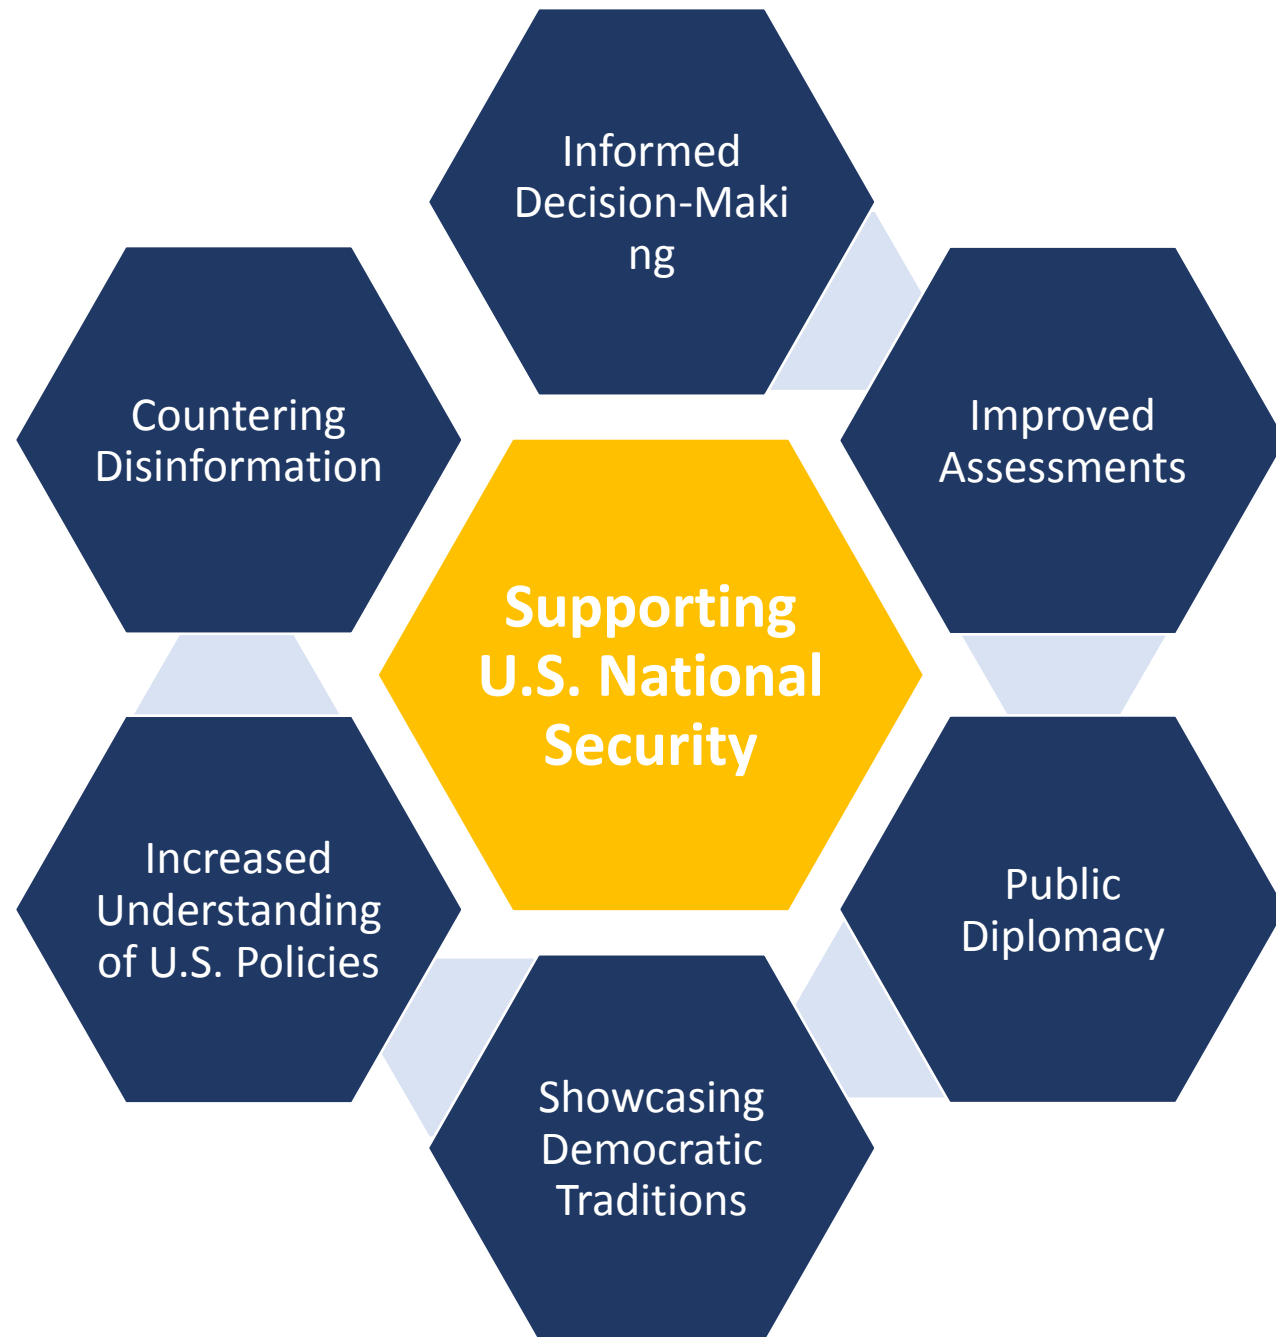 Informed
Decision-Maki
ng
Improved
Assessments
Public
Diplomacy
Showcasing
Democratic
Traditions
Increased
Understanding
of U.S. Policies
Countering
Disinformation
Supporting
U.S. National
Security